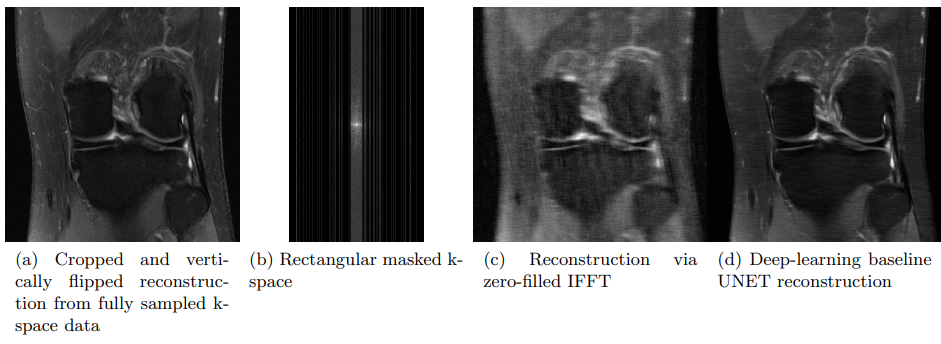 (a) Cropped and verti-
cally flipped reconstruc-
tion from fully sampled k-
space data
(b) Rectangular masked k-
space
(c) Reconstruction via
zero-filled IFFT
(d) Deep-learning baseline
UNET reconstruction